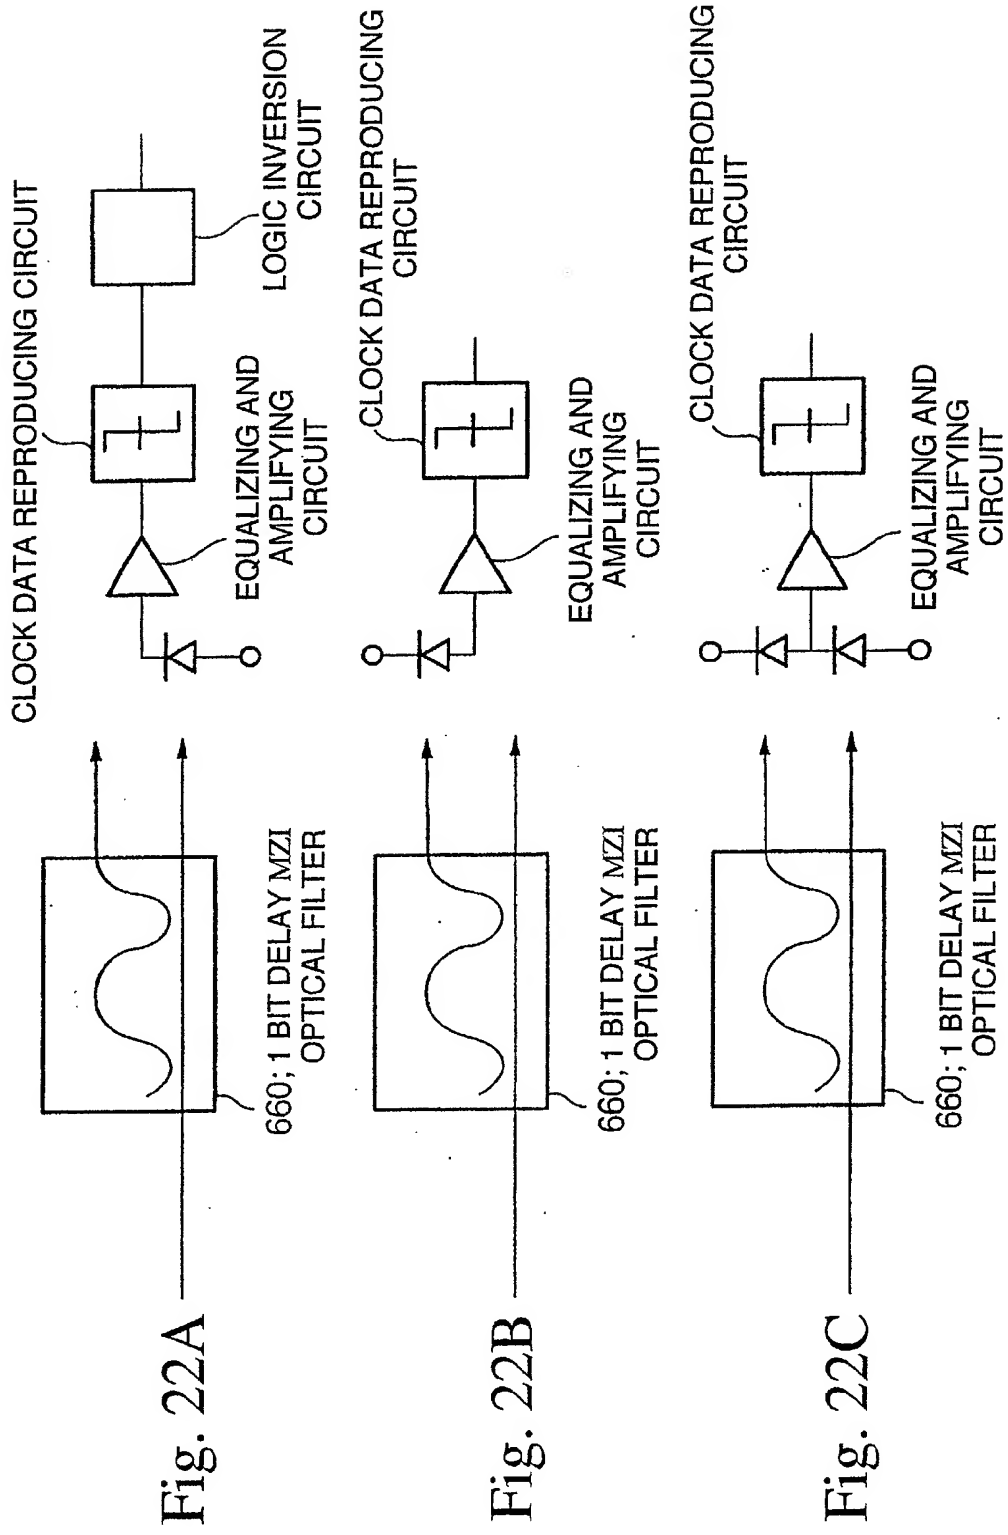 Fig. 22A
660; 1 BIT DELAY MZI
OPTICAL FILTER
CLOCK DATA REPRODUCING CIRCUIT
EQUALIZING AND
AMPLIFYING
CIRCUIT
LOGIC INVERSION
CIRCUIT
Fig. 22B
660; 1 BIT DELAY MZI
OPTICAL FILTER
CLOCK DATA REPRODUCING
CIRCUIT
EQUALIZING AND
AMPLIFYING
CIRCUIT
Fig. 22C
660; 1 BIT DELAY MZI
OPTICAL FILTER
CLOCK DATA REPRODUCING
CIRCUIT
EQUALIZING AND
AMPLIFYING
CIRCUIT